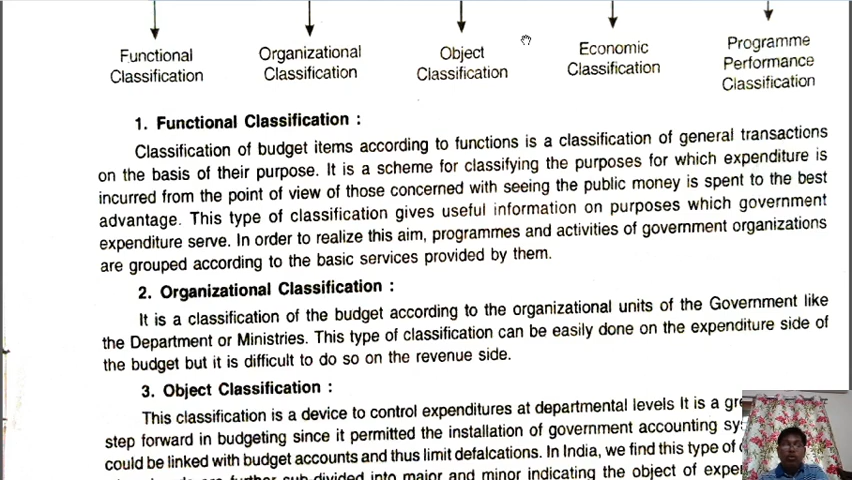 Functional Classification
Organizational Classification
Object Classification
Economic Classification
Programme Performance Classification
1. Functional Classification :
Classification of budget items according to functions is a classification of general transactions
on the basis of their purpose. It is a scheme for classifying the purposes for which expenditure is
incurred from the point of view of those concerned with seeing the public money is spent to the best
advantage. This type of classification gives useful information on purposes which government
expenditure serve. In order to realize this aim, programmes and activities of government organizations
are grouped according to the basic services provided by them.
2. Organizational Classification :
It is a classification of the budget according to the organizational units of the Government like
the Department or Ministries. This type of classification can be easily done on the expenditure side of
the budget but it is difficult to do so on the revenue side.
3. Object Classification :
This classification is a device to control expenditures at departmental levels It is a
step forward in budgeting since it permitted the installation of government accounting
could be linked with budget accounts and thus limit defalcations. In India, we find this type of
are further sub divided into major and minor indicating the object of